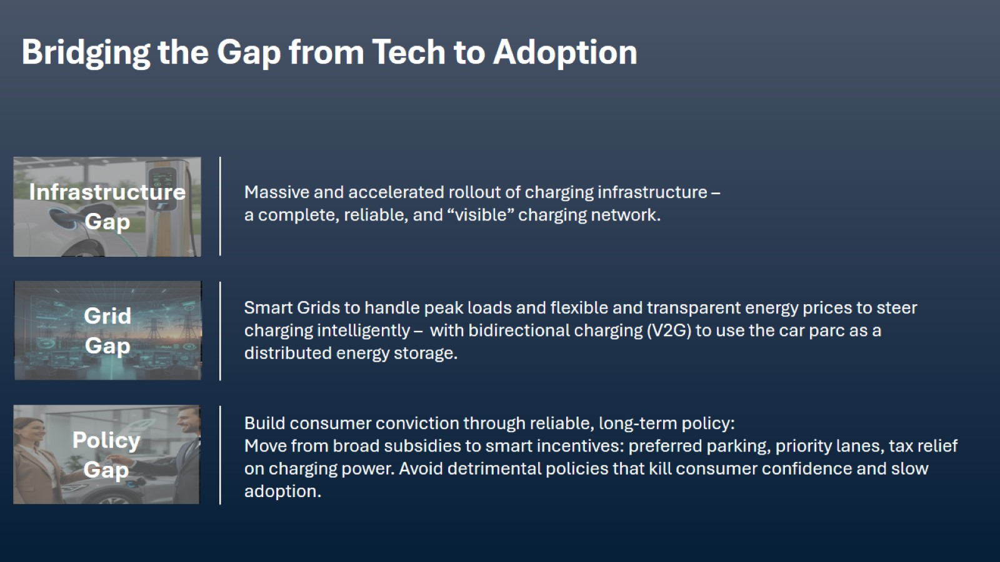 Bridging the Gap from Tech to Adoption
Infrastructure
Gap
Massive and accelerated rollout of charging infrastructure –
a complete, reliable, and “visible” charging network.
Grid
Gap
Smart Grids to handle peak loads and flexible and transparent energy prices to steer
charging intelligently –  with bidirectional charging (V2G) to use the car parc as a
distributed energy storage.
Policy
Gap
Build consumer conviction through reliable, long-term policy:
Move from broad subsidies to smart incentives: preferred parking, priority lanes, tax relief
on charging power. Avoid detrimental policies that kill consumer confidence and slow
adoption.